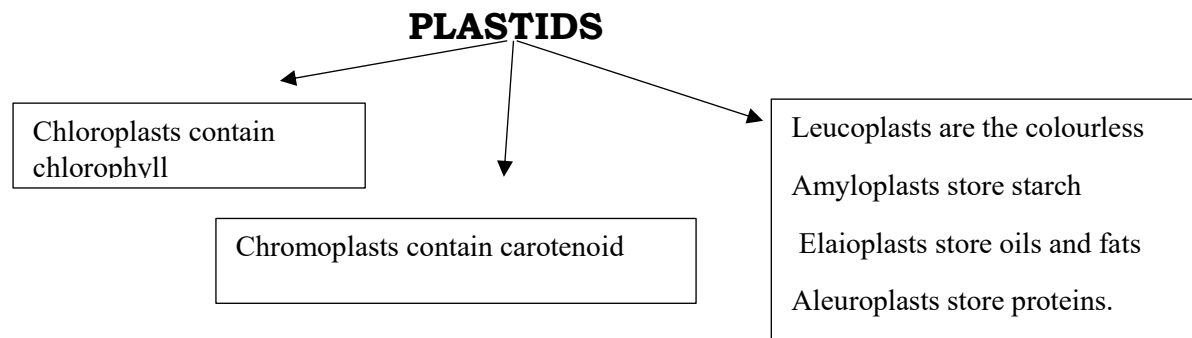 PLASTIDS
Chloroplasts contain
chlorophyll
Chromoplasts contain carotenoid
Leucoplasts are the colourless
Amyloplasts store starch
Elaioplasts store oils and fats
Aleuroplasts store proteins.